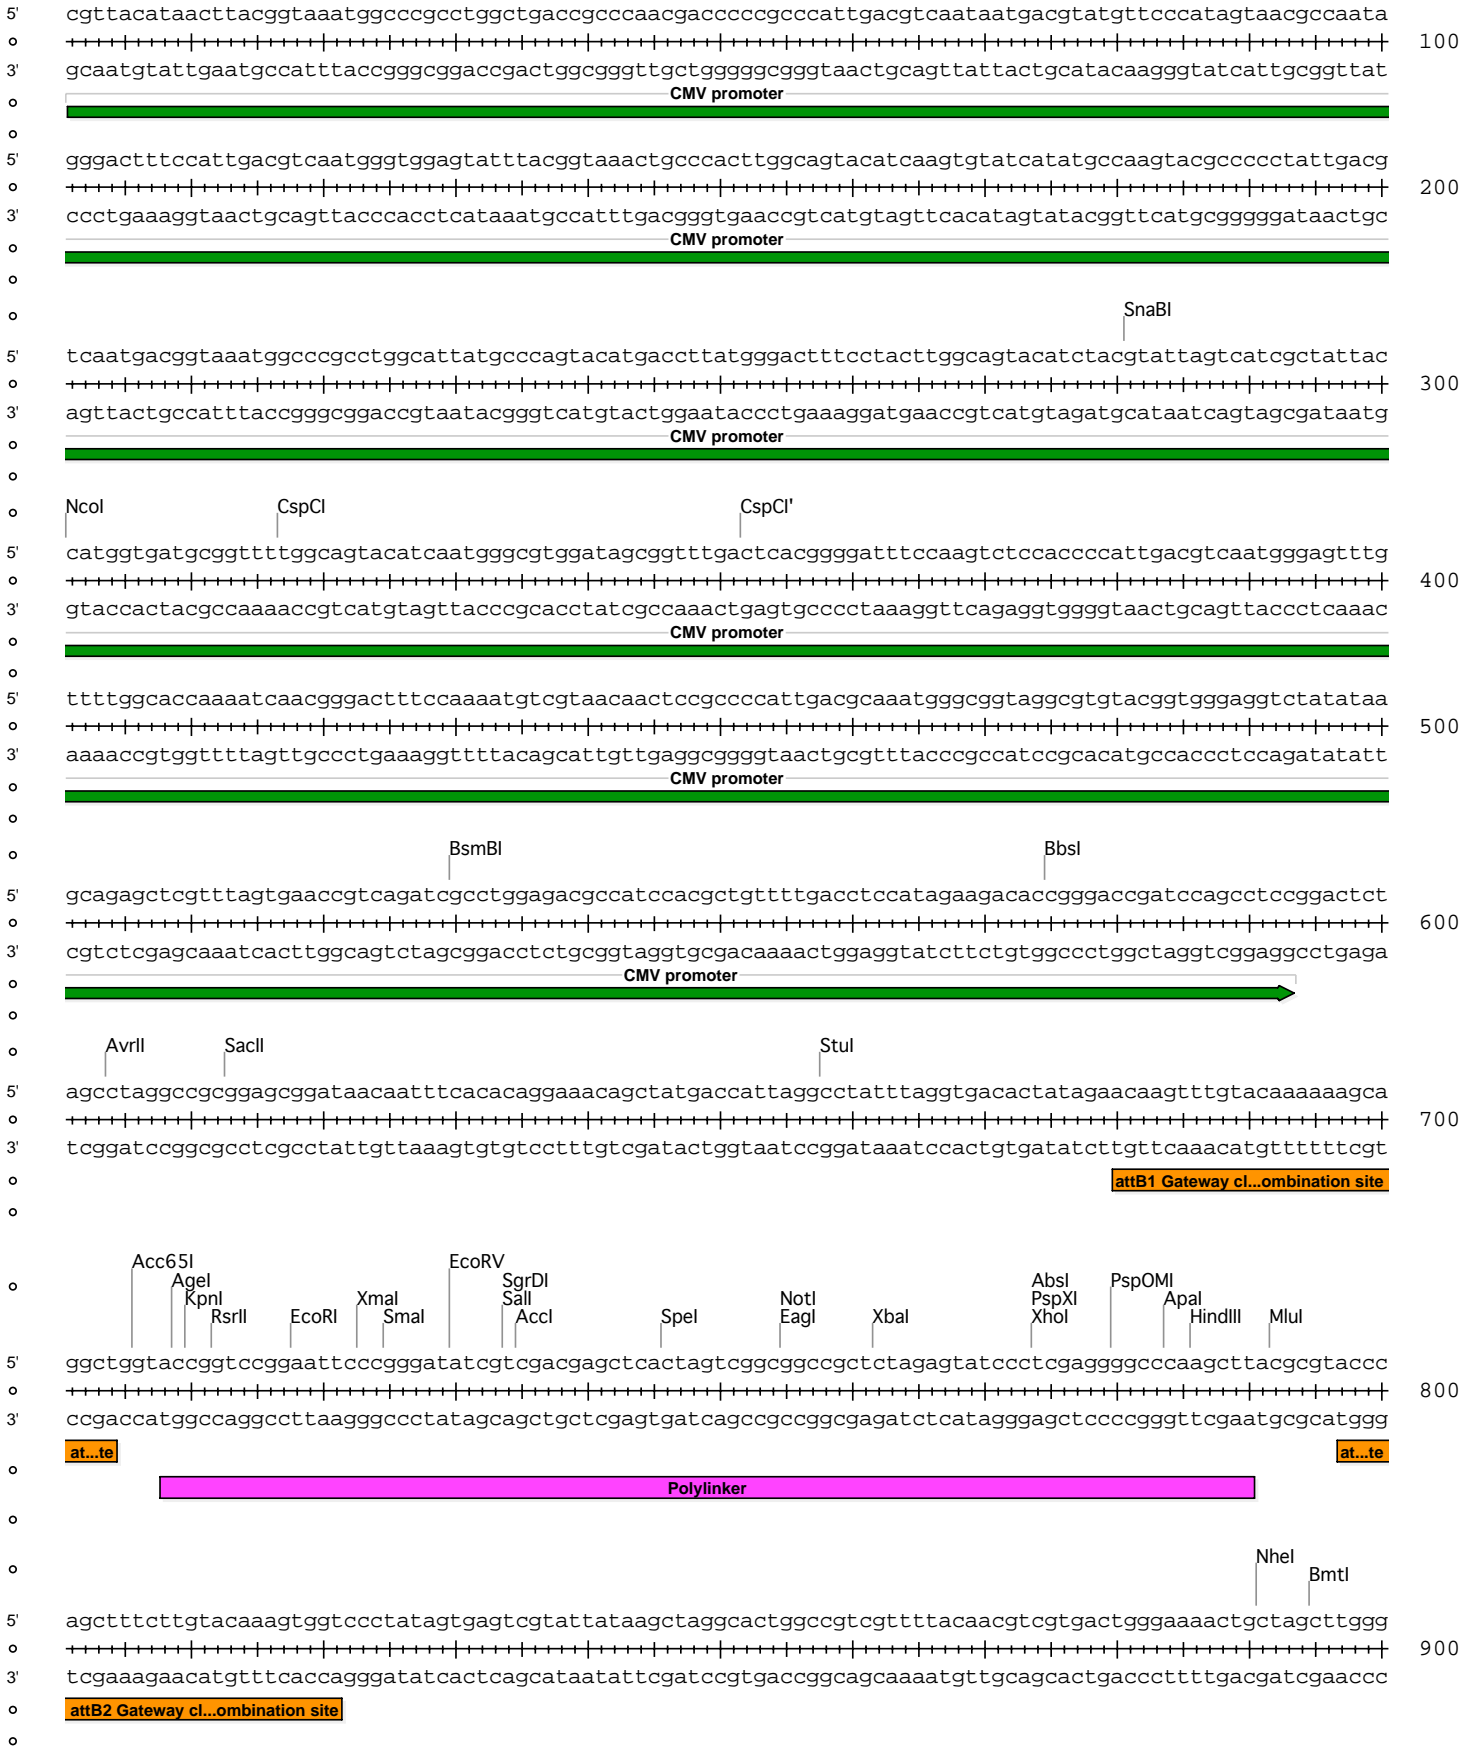 5' cgttacataacttacggtaaatggcccgcctggctgaccgcccaacgacccccgcccattgacgtcaataatgacgtatgttcccatagtaacgccaata
100
3' gcaatgtattgaatgccatttaccgggcggaccgactggcgggttgctgggggcgggtaactgcagttattactgcatacaagggtatcattgcggttat
CMV promoter
5' gggactttccattgacgtcaatgggtggagtatttacggtaaactgcccacttggcagtacatcaagtgtatcatatgccaagtacgccccctattgacg
200
3' ccctgaaaggtaactgcagttacccacctcataaatgccatttgacgggtgaaccgtcatgtagttcacatagtatacggttcatgcgggggataactgc
CMV promoter
SnaBI
5' tcaatgacggtaaatggcccgcctggcattatgcccagtacatgaccttatgggactttcctacttggcagtacatctacgtattagtcatcgctattac
300
3' agttactgccatttaccgggcggaccgtaatacgggtcatgtactggaataccctgaaaggatgaaccgtcatgtagatgcataatcagtagcgataatg
CMV promoter
NcoI CspCI CspCI'
5' catggtgatgcggttttggcagtacatcaatgggcgtggatagcggtttgactcacggggatttccaagtctccaccccattgacgtcaatgggagtttg
400
3' gtaccactacgccaaaaccgtcatgtagttacccgcacctatcgccaaactgagtgcccctaaaggttcagaggtggggtaactgcagttaccctcaaac
CMV promoter
5' ttttggcaccaaaatcaacgggactttccaaaatgtcgtaacaactccgccccattgacgcaaatgggcggtaggcgtgtacggtgggaggtctatataa
500
3' aaaaccgtggttttagttgccctgaaaggttttacagcattgttgaggcggggtaactgcgtttacccgccatccgcacatgccaccctccagatatatt
CMV promoter
BsmBI BbsI
5' gcagagctcgtttagtgaaccgtcagatcgcctggagacgccatccacgctgttttgacctccatagaagacaccgggaccgatccagcctccggactct
600
3' cgtctcgagcaaatcacttggcagtctagcggacctctgcggtaggtgcgacaaaactggaggtatcttctgtggccctggctaggtcggaggcctgaga
CMV promoter
AvrII SacII StuI
5' agcctaggccgcggagcggataacaatttcacacaggaaacagctatgaccattaggcctatttaggtgacactatagaacaagtttgtacaaaaaagca
700
3' tcggatccggcgcctcgcctattgttaaagtgtgtcctttgtcgatactggtaatccggataaatccactgtgatatcttgttcaaacatgttttttcgt
attB1 Gateway cl...ombination site
Acc65I EcoRV
AgeI SgrDI AbsI PspOMI
KpnI XmaI SalI NotI PspXI ApaI
RsrII EcoRI SmaI AccI SpeI EagI XbaI XhoI HindIII MluI
5' ggctggtaccggtccggaattcccgggatatcgtcgacgagctcactagtcggcggccgctctagagtatccctcgaggggcccaagcttacgcgtaccc
800
3' ccgaccatggccaggccttaagggccctatagcagctgctcgagtgatcagccgccggcgagatctcatagggagctccccgggttcgaatgcgcatggg
at...te at...te
Polylinker
NheI
BmtI
5' agctttcttgtacaaagtggtccctatagtgagtcgtattataagctaggcactggccgtcgttttacaacgtcgtgactgggaaaactgctagcttggg
900
3' tcgaaagaacatgtttcaccagggatatcactcagcataatattcgatccgtgaccggcagcaaaatgttgcagcactgacccttttgacgatcgaaccc
attB2 Gateway cl...ombination site